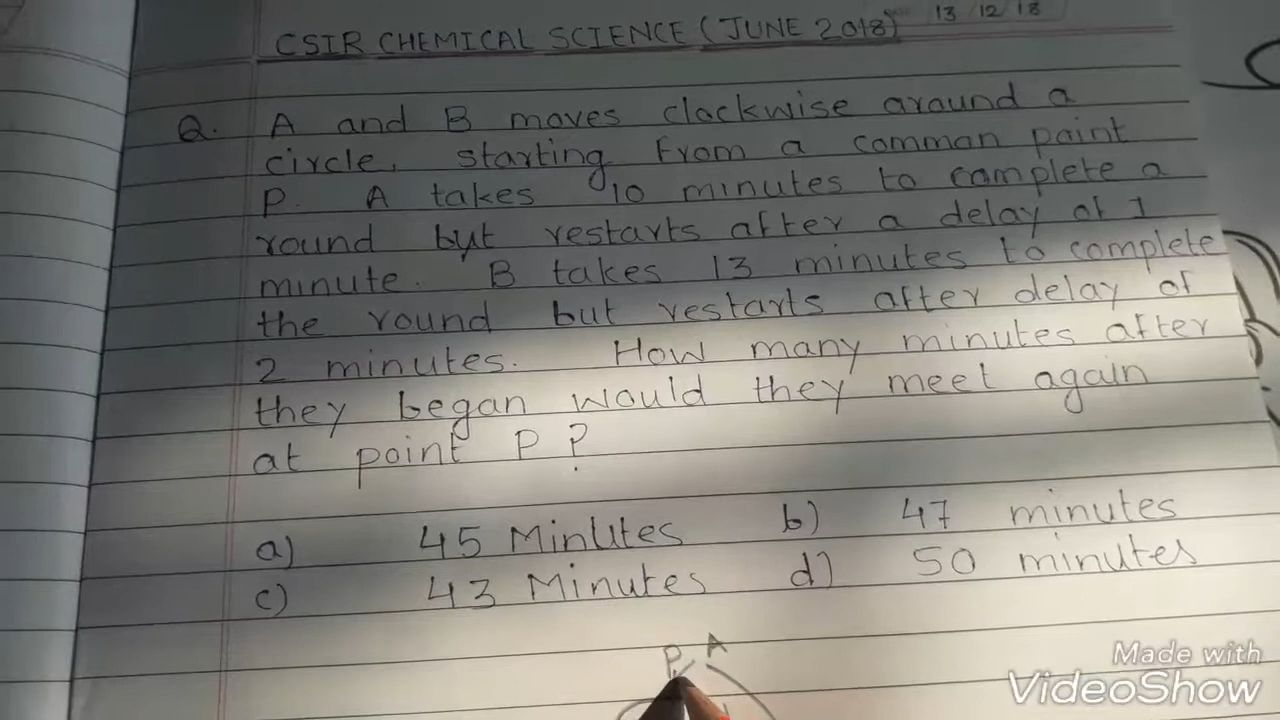 CSIR CHEMICAL SCIENCE (JUNE 2018) 13/12/18
Q. A and B moves clockwise around a
circle, starting from a common point
P. A takes 10 minutes to complete a
round but restarts after a delay of 1
minute. B takes 13 minutes to complete
the round but restarts after delay of
2 minutes. How many minutes after
they began would they meet again
at point P?
a) 45 Minutes b) 47 minutes
c) 43 Minutes d) 50 minutes
P A
Made with
VideoShow